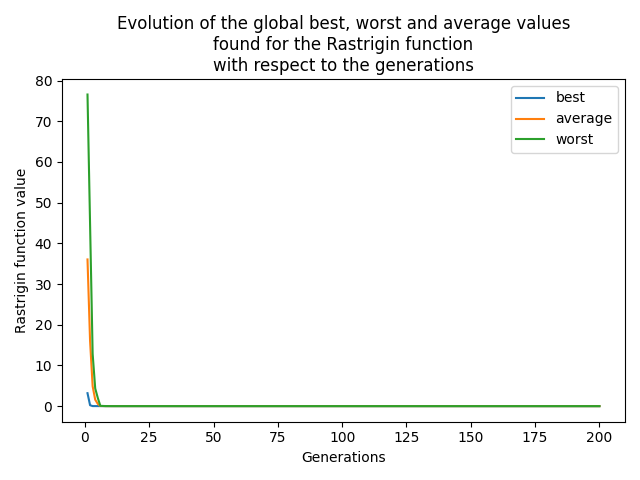 Evolution of the global best, worst and average values
found for the Rastrigin function
with respect to the generations
best
average
worst
Rastrigin function value
80
70
60
50
40
30
20
10
0
0 25 50 75 100 125 150 175 200
Generations